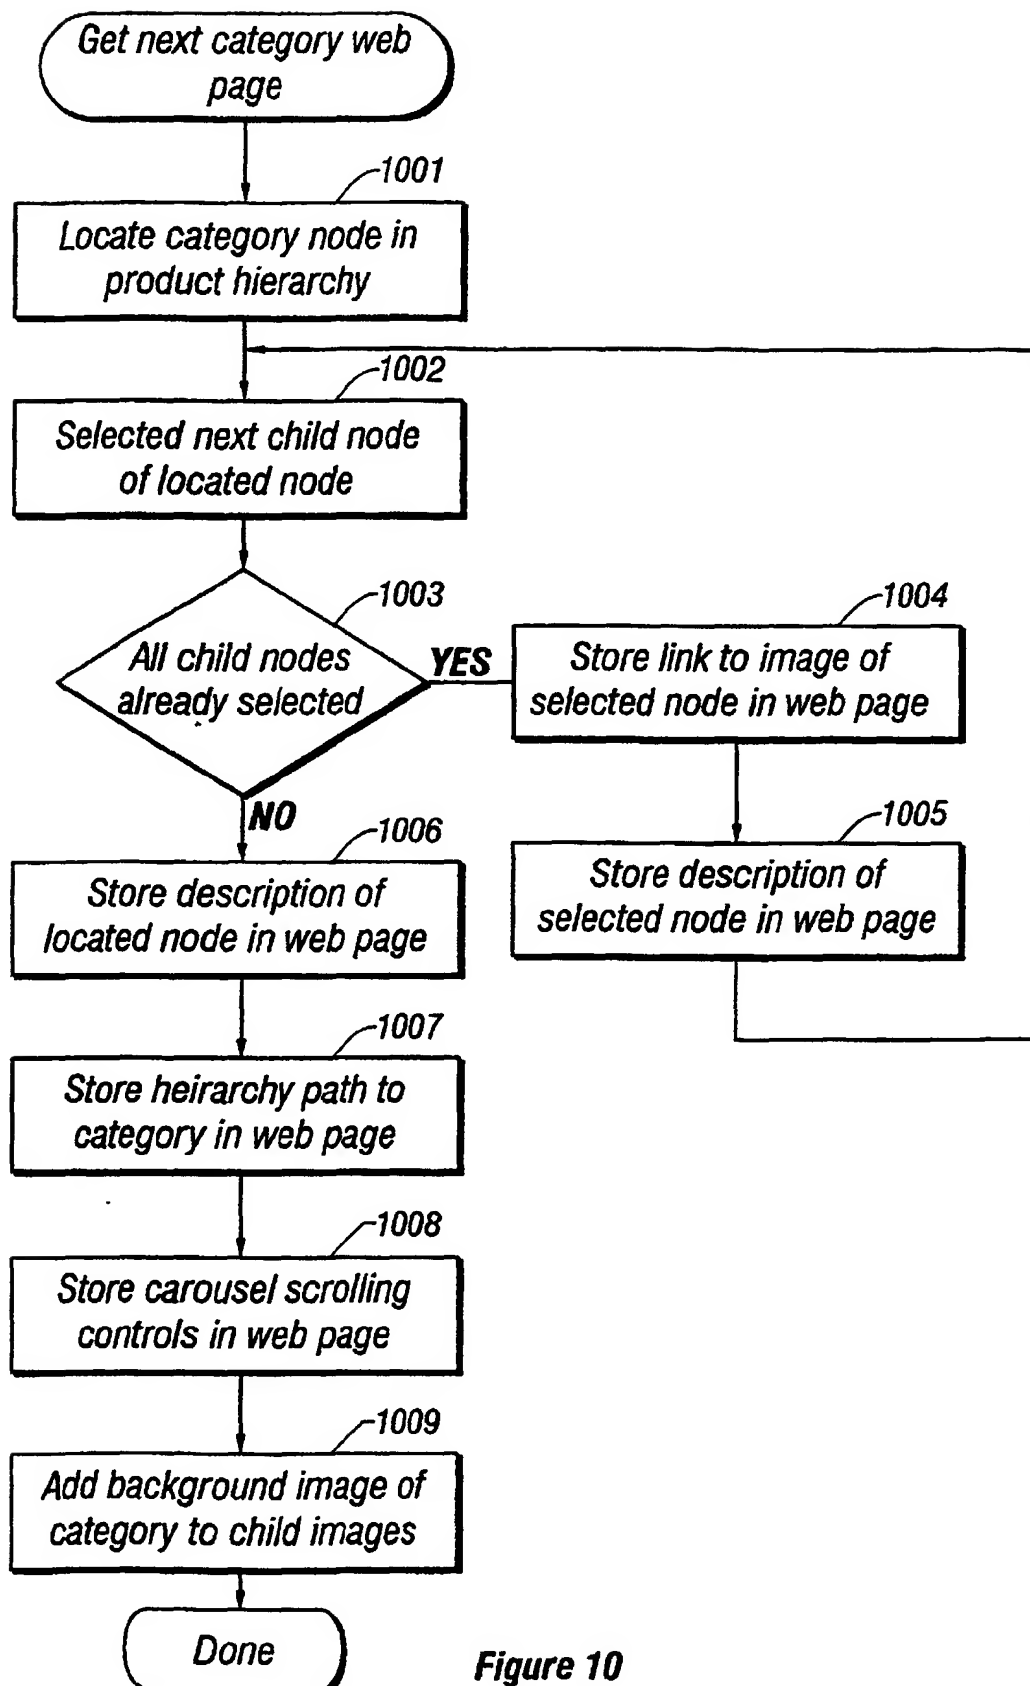 Get next category web
page
1001
Locate category node in
product hierarchy
1002
Selected next child node
of located node
1003
All child nodes
already selected
YES
NO
1004
Store link to image of
selected node in web page
1005
Store description of
selected node in web page
1006
Store description of
located node in web page
1007
Store heirarchy path to
category in web page
1008
Store carousel scrolling
controls in web page
1009
Add background image of
category to child images
Done
Figure 10